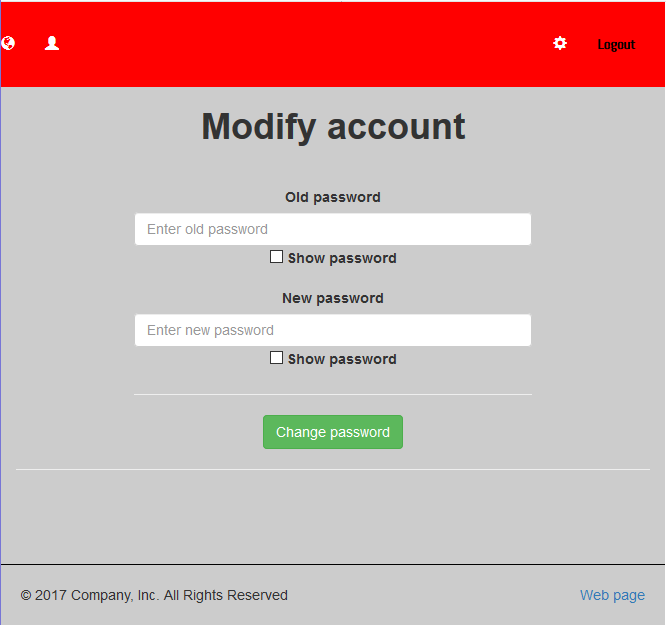 Logout
Modify account
Old password
Enter old password
Show password
New password
Enter new password
Show password
Change password
© 2017 Company, Inc. All Rights Reserved
Web page